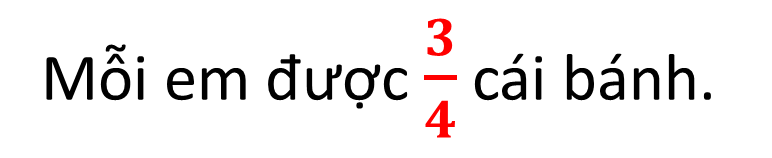 Mỗi em được 3/4 cái bánh.